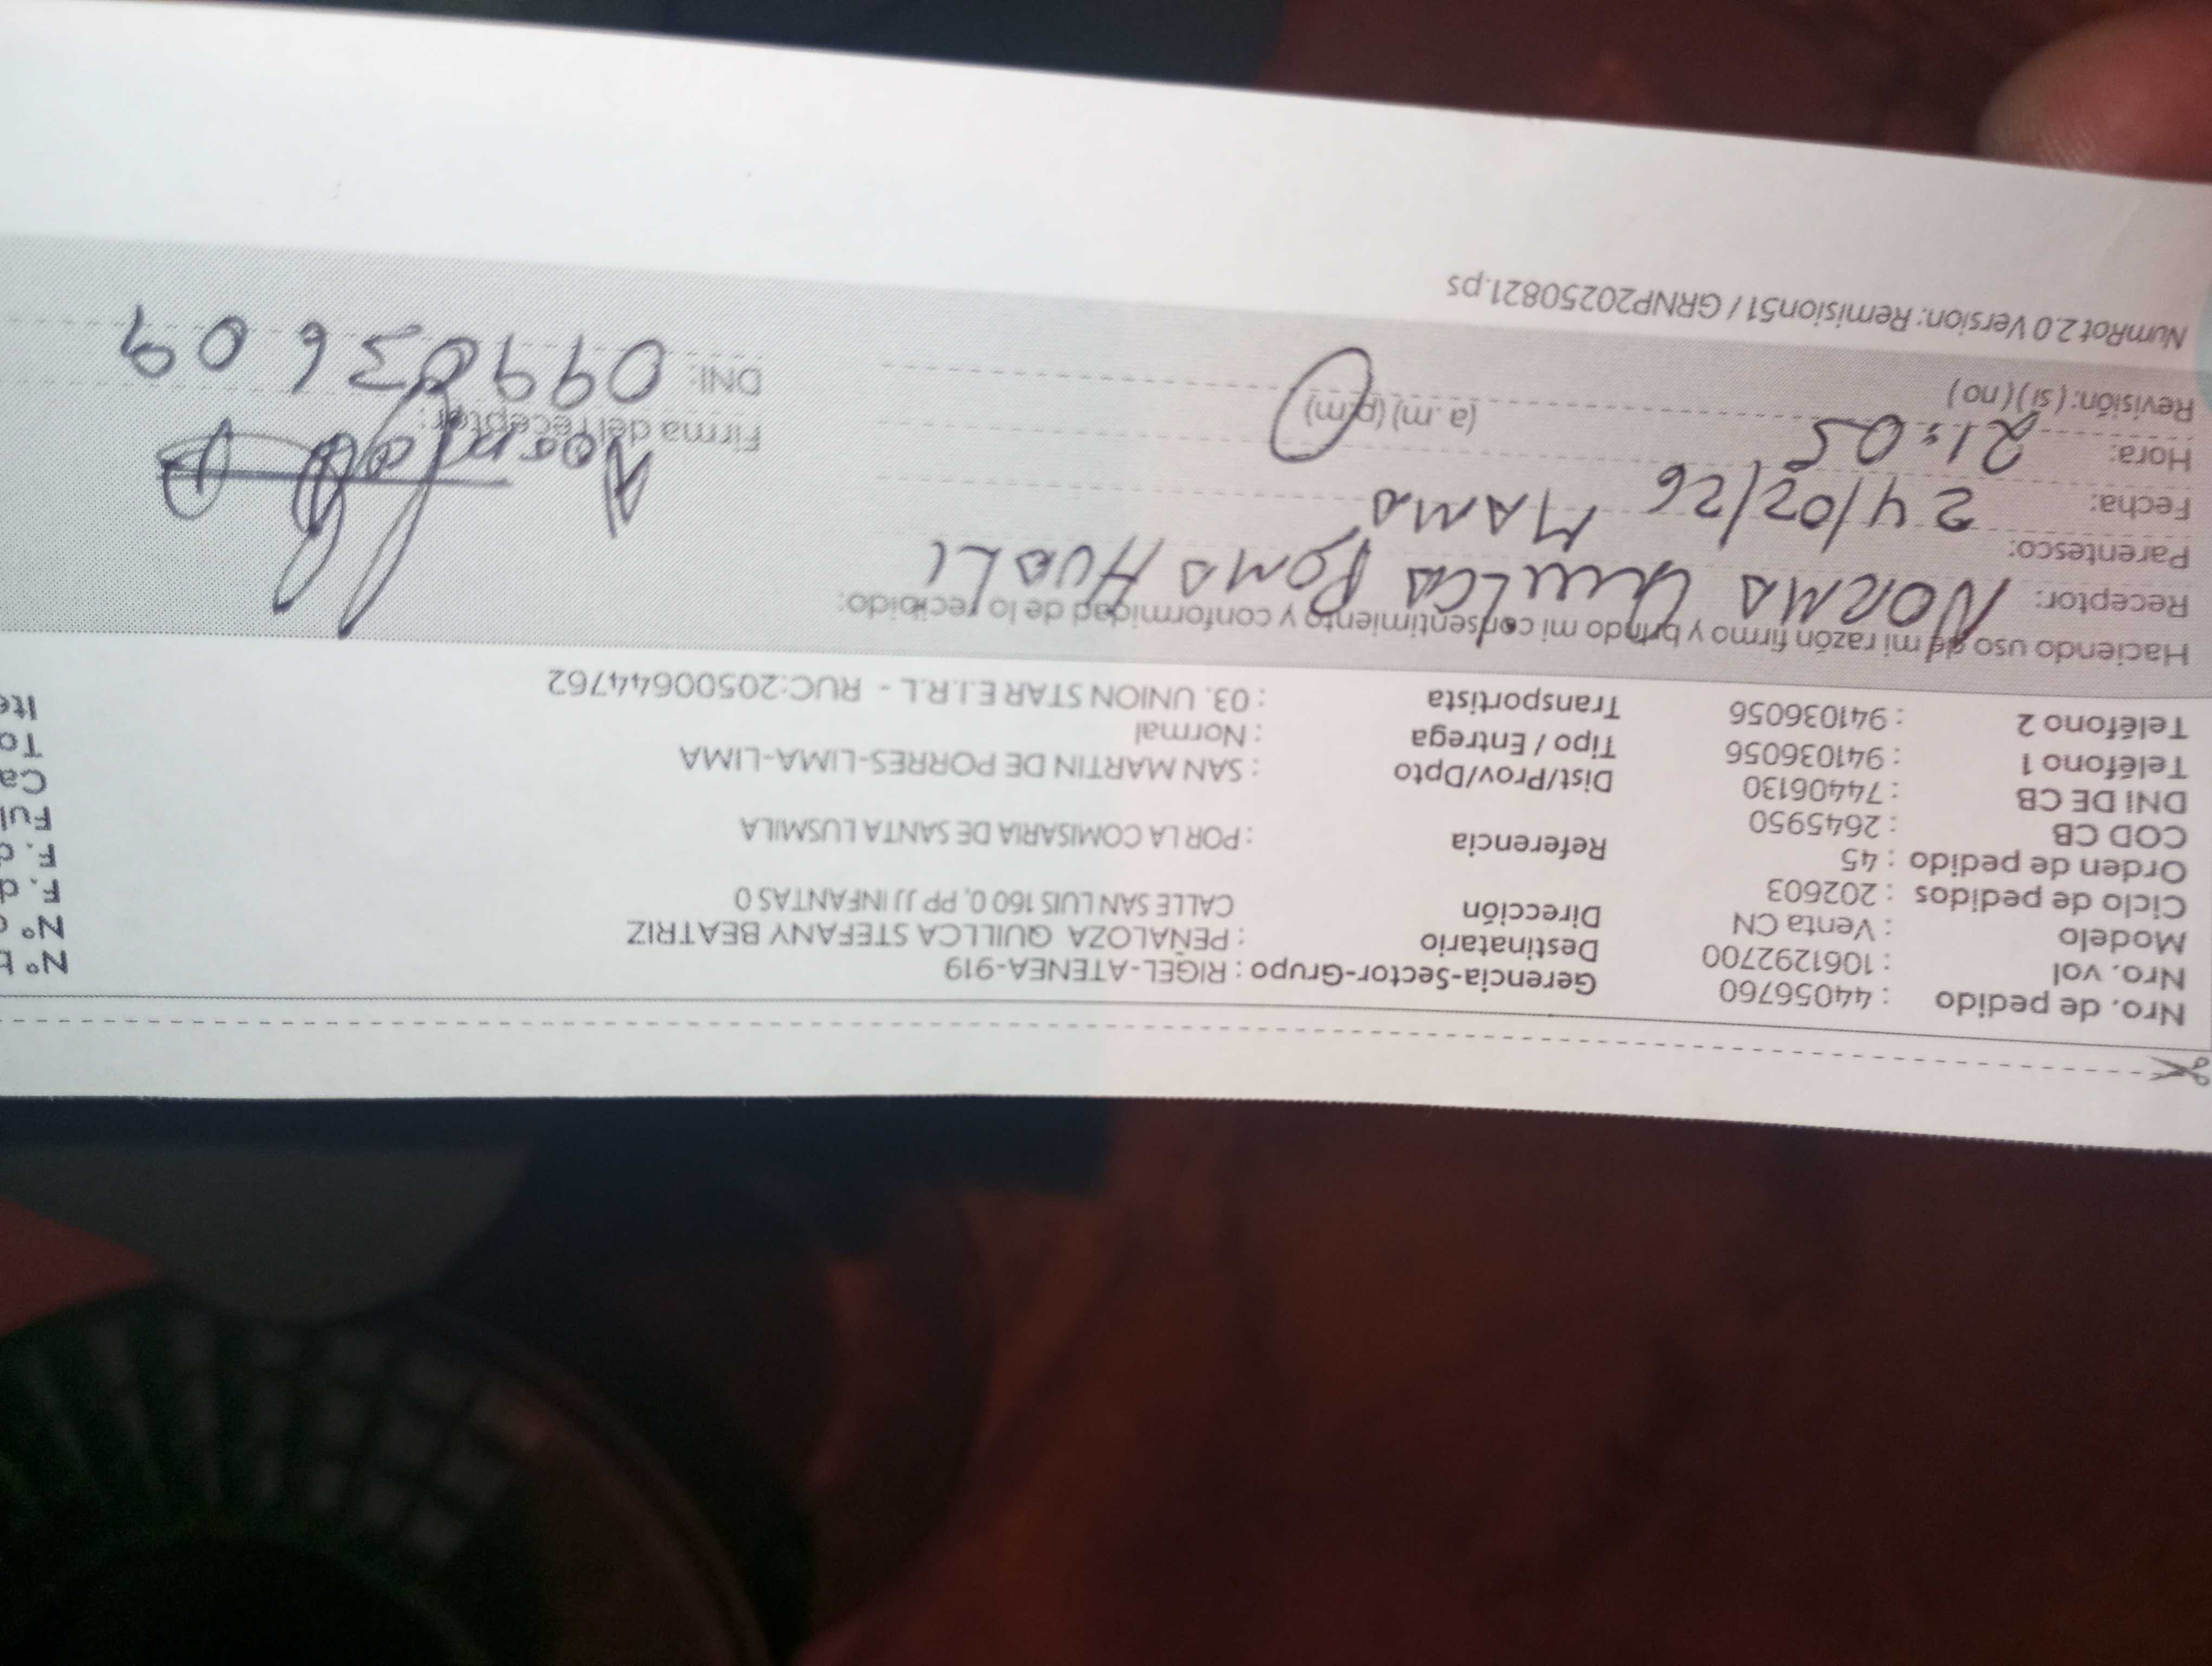 Nro. de pedido : 44056760
Nro. vol : 1061292700
Modelo : Venta CN
Ciclo de pedidos : 202603
Orden de pedido : 45
COD CB : 2645950
DNI DE CB : 74406130
Teléfono 1 : 941036056
Teléfono 2 : 941036056
Gerencia-Sector-Grupo : RIGEL-ATENEA-919
Destinatario : PEÑALOZA QUILLCA STEFANY BEATRIZ
Dirección CALLE SAN LUIS 160 0, PP JJ INFANTAS 0
Referencia : POR LA COMISARIA DE SANTA LUSMILA
Dist/Prov/Dpto : SAN MARTIN DE PORRES-LIMA-LIMA
Tipo / Entrega : Normal
Transportista : 03. UNION STAR E.I.R.L - RUC:20500644762
N°
N°
F. d
F.
Ca
To
Ite
Haciendo uso de mi razón firmo y brindo mi consentimiento y conformidad de lo recibido:
Receptor: NORMA Poma
Parentesco: MAMA
Fecha: 24/02/26
Hora: 21:05 (a. m) (p.m)
Revisión: (si) (no)
Firma del receptor:
DNI: 09903609
NumRot 2.0 Version: Remision51 / GRNP20250821.ps